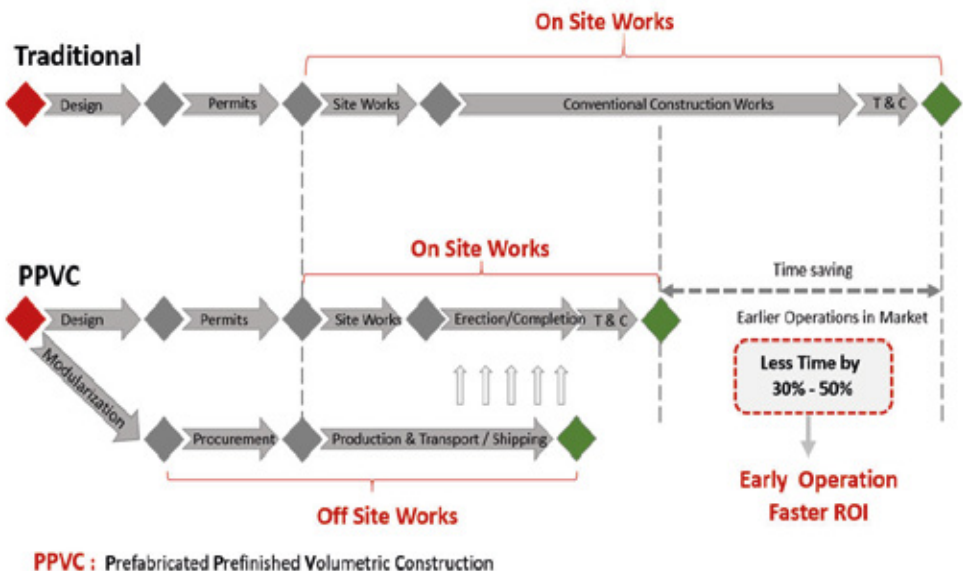 On Site Works
Traditional
Design
Permits
Site Works
Conventional Construction Works
T & C
On Site Works
PPVC
Time saving
Design
Permits
Site Works
Erection/Completion
T & C
Earlier Operations in Market
Modularization
Less Time by
30% - 50%
Procurement
Production & Transport / Shipping
Early Operation
Faster ROI
Off Site Works
PPVC : Prefabricated Prefinished Volumetric Construction